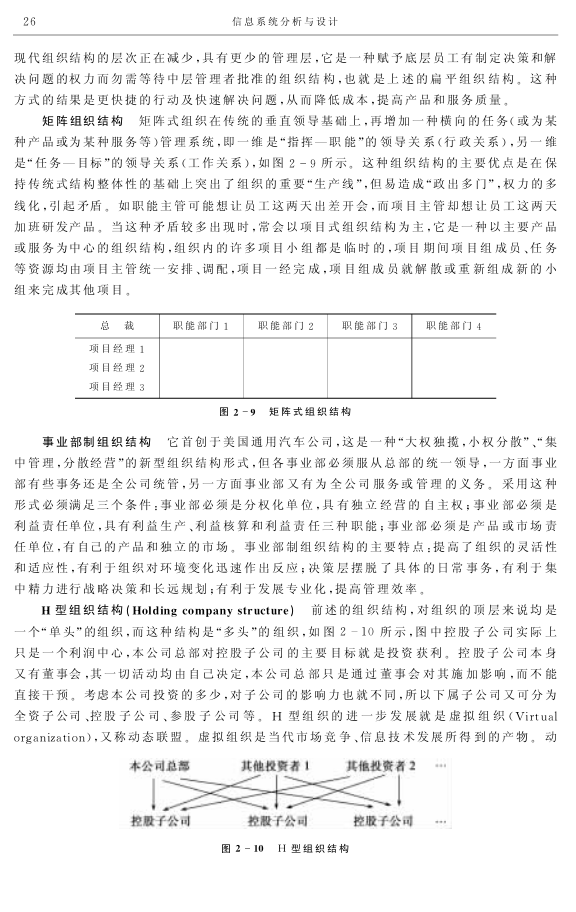 26
信息系统分析与设计
现代组织结构的层次正在减少,具有更少的管理层,它是一种赋予底层员工有制定决策和解
决问题的权力而勿需等待中层管理者批准的组织结构,也就是上述的扁平组织结构。这种
方式的结果是更快捷的行动及快速解决问题,从而降低成本,提高产品和服务质量。
矩阵组织结构 矩阵式组织在传统的垂直领导基础上,再增加一种横向的任务(或为某
种产品或为某种服务等)管理系统,即一维是“指挥—职能”的领导关系(行政关系),另一维
是“任务—目标”的领导关系(工作关系),如图 2-9 所示。这种组织结构的主要优点是在保
持传统式结构整体性的基础上突出了组织的重要“生产线”,但易造成“政出多门”,权力的多
线化,引起矛盾。如职能主管可能想让员工这两天出差开会,而项目主管却想让员工这两天
加班研发产品。当这种矛盾较多出现时,常会以项目式组织结构为主,它是一种以主要产品
或服务为中心的组织结构,组织内的许多项目小组都是临时的,项目期间项目组成员、任务
等资源均由项目主管统一安排、调配,项目一经完成,项目组成员就解散或重新组成新的小
组来完成其他项目。
总 裁 职能部门 1 职能部门 2 职能部门 3 职能部门 4
项目经理 1
项目经理 2
项目经理 3
图 2-9 矩阵式组织结构
事业部制组织结构 它首创于美国通用汽车公司,这是一种“大权独揽,小权分散”、“集
中管理,分散经营”的新型组织结构形式,但各事业部必须服从总部的统一领导,一方面事业
部有些事务还是全公司统管,另一方面事业部又有为全公司服务或管理的义务。采用这种
形式必须满足三个条件:事业部必须是分权化单位,具有独立经营的自主权;事业部必须是
利益责任单位,具有利益生产、利益核算和利益责任三种职能;事业部必须是产品或市场责
任单位,有自己的产品和独立的市场。事业部制组织结构的主要特点:提高了组织的灵活性
和适应性,有利于组织对环境变化迅速作出反应;决策层摆脱了具体的日常事务,有利于集
中精力进行战略决策和长远规划;有利于发展专业化,提高管理效率。
H 型组织结构(Holding company structure) 前述的组织结构,对组织的顶层来说均是
一个“单头”的组织,而这种结构是“多头”的组织,如图 2-10 所示,图中控股子公司实际上
只是一个利润中心,本公司总部对控股子公司的主要目标就是投资获利。控股子公司本身
又有董事会,其一切活动均由自己决定,本公司总部只是通过董事会对其施加影响,而不能
直接干预。考虑本公司投资的多少,对子公司的影响力也就不同,所以下属子公司又可分为
全资子公司、控股子公司、参股子公司等。H 型组织的进一步发展就是虚拟组织(Virtual
organization),又称动态联盟。虚拟组织是当代市场竞争、信息技术发展所得到的产物。动
本公司总部 其他投资者 1 其他投资者 2 …
控股子公司 控股子公司 控股子公司 …
图 2-10 H 型组织结构